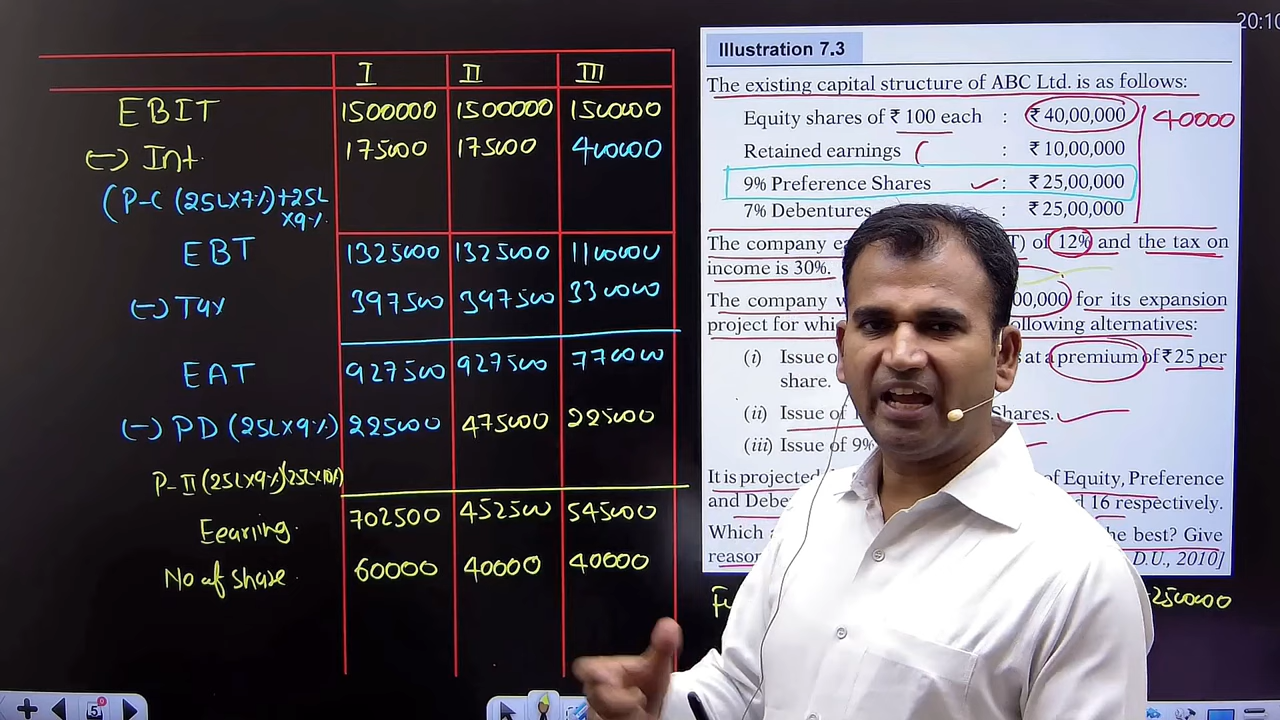 20:10
I II III
EBIT 1500000 1500000 1500000
(-) Int. 175000 175000 400000
(P-C (25L×7%)+25L
×9%
EBT 1325000 1325000 1100000
(-) Tax 397500 397500 330000
EAT 927500 927500 770000
(-) PD (25L×9%) 225000 475000 225000
P-II (25L×9%)(25L×10%)
Eearling. 702500 452500 545000
No of Share. 60000 40000 40000
5
Illustration 7.3
The existing capital structure of ABC Ltd. is as follows:
Equity shares of ₹ 100 each : ₹ 40,00,000 40000
Retained earnings : ₹ 10,00,000
9% Preference Shares : ₹ 25,00,000
7% Debentures : ₹ 25,00,000
The company T) of 12% and the tax on
income is 30%.
The company 00,000 for its expansion
project for ollowing alternatives:
(i) Issue at a premium of ₹ 25 per
share.
(ii) Issue of Shares.
(iii) Issue of 9%
It is projected of Equity, Preference
and 16 respectively.
Which the best? Give
D.U., 2010]
2500000